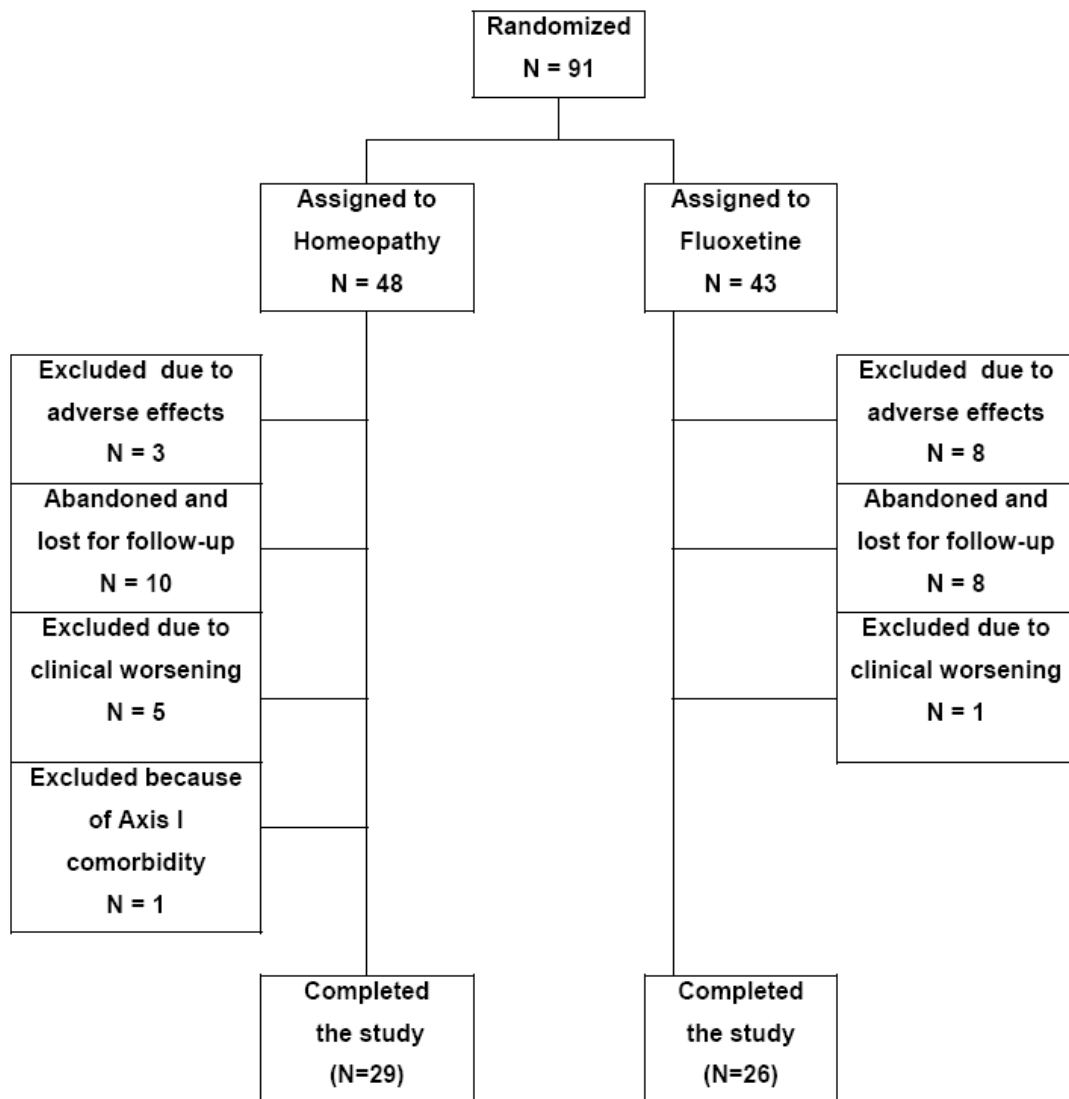 Randomized
N = 91
Assigned to
Homeopathy
N = 48
Assigned to
Fluoxetine
N = 43
Excluded due to
adverse effects
N = 3
Abandoned and
lost for follow-up
N = 10
Excluded due to
clinical worsening
N = 5
Excluded because
of Axis I
comorbidity
N = 1
Excluded due to
adverse effects
N = 8
Abandoned and
lost for follow-up
N = 8
Excluded due to
clinical worsening
N = 1
Completed
the study
(N=29)
Completed
the study
(N=26)